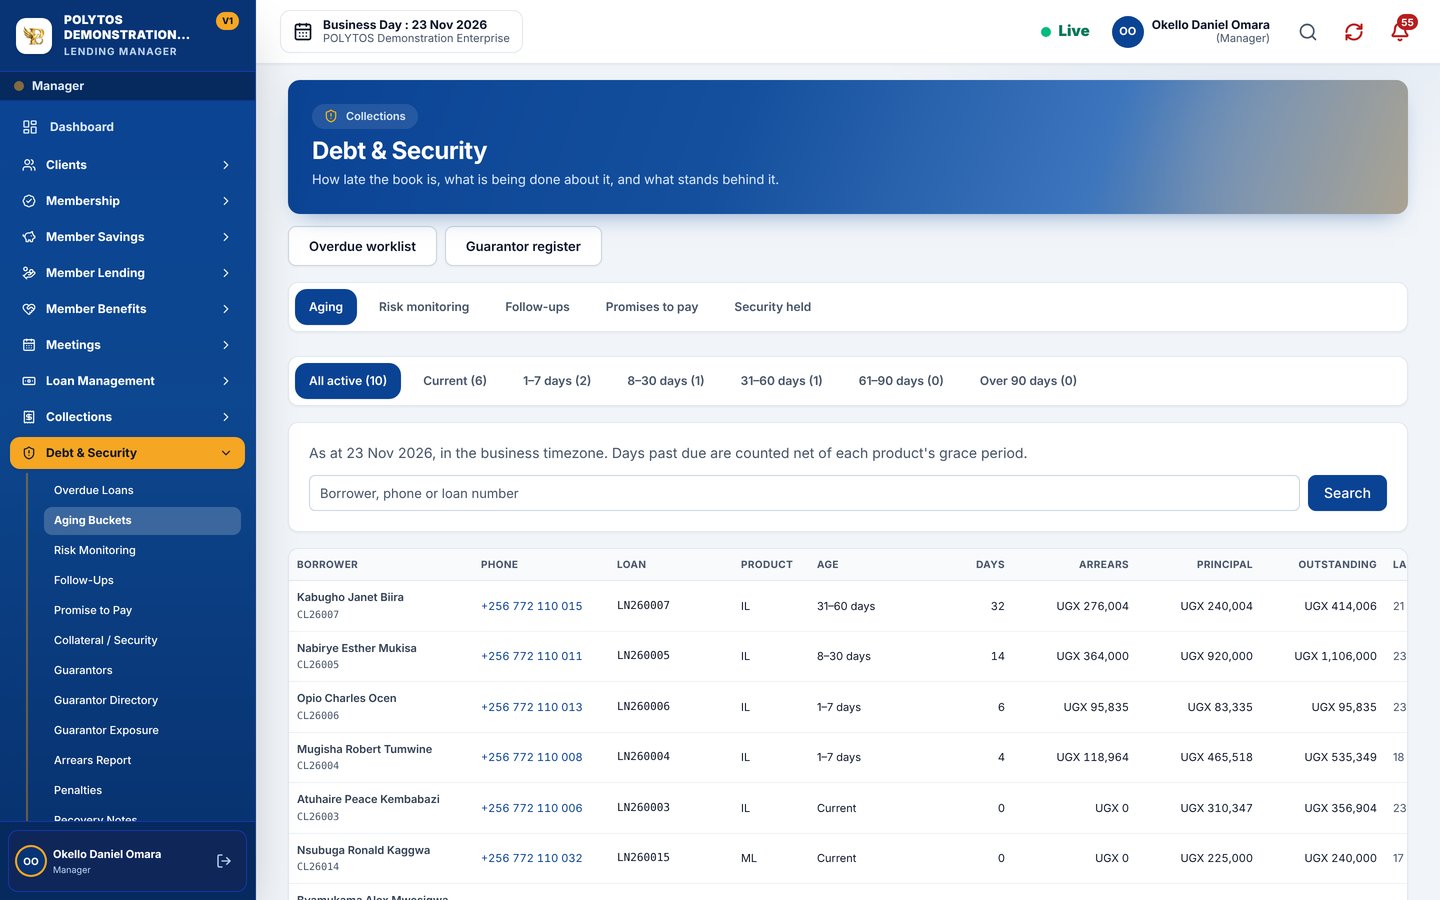 POLYTOS
DEMONSTRATION...
LENDING MANAGER
V1
Manager
Dashboard
Clients
Membership
Member Savings
Member Lending
Member Benefits
Meetings
Loan Management
Collections
Debt & Security
Overdue Loans
Aging Buckets
Risk Monitoring
Follow-Ups
Promise to Pay
Collateral / Security
Guarantors
Guarantor Directory
Guarantor Exposure
Arrears Report
Penalties
Recovery Notes
OO
Okello Daniel Omara
Manager
Business Day : 23 Nov 2026
POLYTOS Demonstration Enterprise
Live
OO
Okello Daniel Omara
(Manager)
55
Collections
Debt & Security
How late the book is, what is being done about it, and what stands behind it.
Overdue worklist Guarantor register
Aging Risk monitoring Follow-ups Promises to pay Security held
All active (10) Current (6) 1–7 days (2) 8–30 days (1) 31–60 days (1) 61–90 days (0) Over 90 days (0)
As at 23 Nov 2026, in the business timezone. Days past due are counted net of each product's grace period.
Borrower, phone or loan number Search
BORROWER PHONE LOAN PRODUCT AGE DAYS ARREARS PRINCIPAL OUTSTANDING LA
Kabugho Janet Biira
CL26007
+256 772 110 015 LN260007 IL 31–60 days 32 UGX 276,004 UGX 240,004 UGX 414,006 21
Nabirye Esther Mukisa
CL26005
+256 772 110 011 LN260005 IL 8–30 days 14 UGX 364,000 UGX 920,000 UGX 1,106,000 23
Opio Charles Ocen
CL26006
+256 772 110 013 LN260006 IL 1–7 days 6 UGX 95,835 UGX 83,335 UGX 95,835 23
Mugisha Robert Tumwine
CL26004
+256 772 110 008 LN260004 IL 1–7 days 4 UGX 118,964 UGX 465,518 UGX 535,349 18
Atuhaire Peace Kembabazi
CL26003
+256 772 110 006 LN260003 IL Current 0 UGX 0 UGX 310,347 UGX 356,904 23
Nsubuga Ronald Kaggwa
CL26014
+256 772 110 032 LN260015 ML Current 0 UGX 0 UGX 225,000 UGX 240,000 17